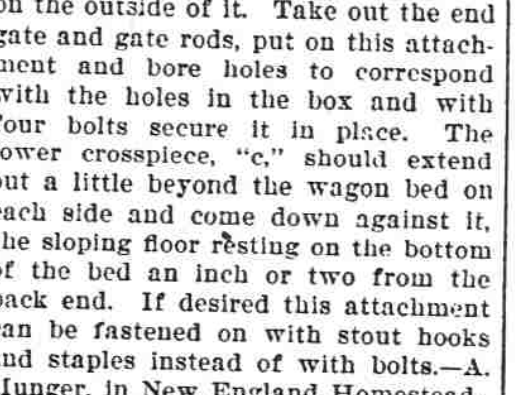 on the outside of it. Take out the end
gate and gate rods, put on this attach-
ment and bore holes to correspond
with the holes in the box and with
four bolts secure it in place. The
lower crosspiece, "c," should extend
out a little beyond the wagon bed on
each side and come down against it,
the sloping floor resting on the bottom
of the bed an inch or two from the
back end. If desired this attachment
can be fastened on with stout hooks
and staples instead of with bolts.—A.
Munger, in New England Homestead.